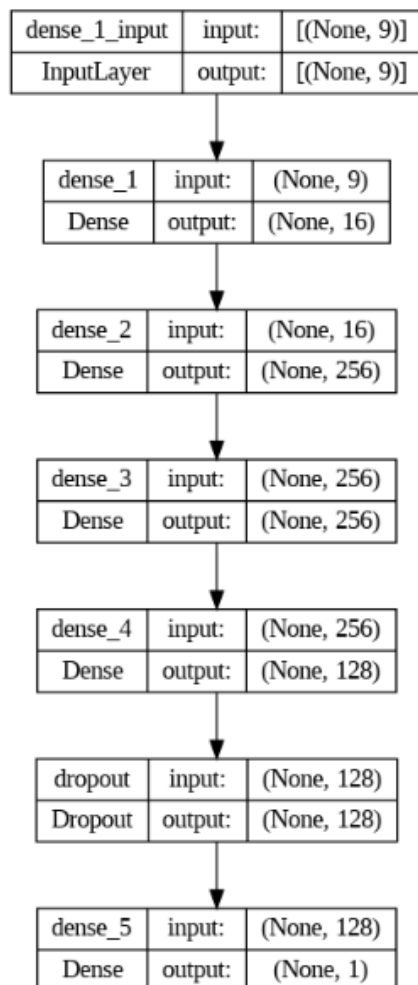 dense_1_input input: [(None, 9)]
InputLayer output: [(None, 9)]
dense_1 input: (None, 9)
Dense output: (None, 16)
dense_2 input: (None, 16)
Dense output: (None, 256)
dense_3 input: (None, 256)
Dense output: (None, 256)
dense_4 input: (None, 256)
Dense output: (None, 128)
dropout input: (None, 128)
Dropout output: (None, 128)
dense_5 input: (None, 128)
Dense output: (None, 1)